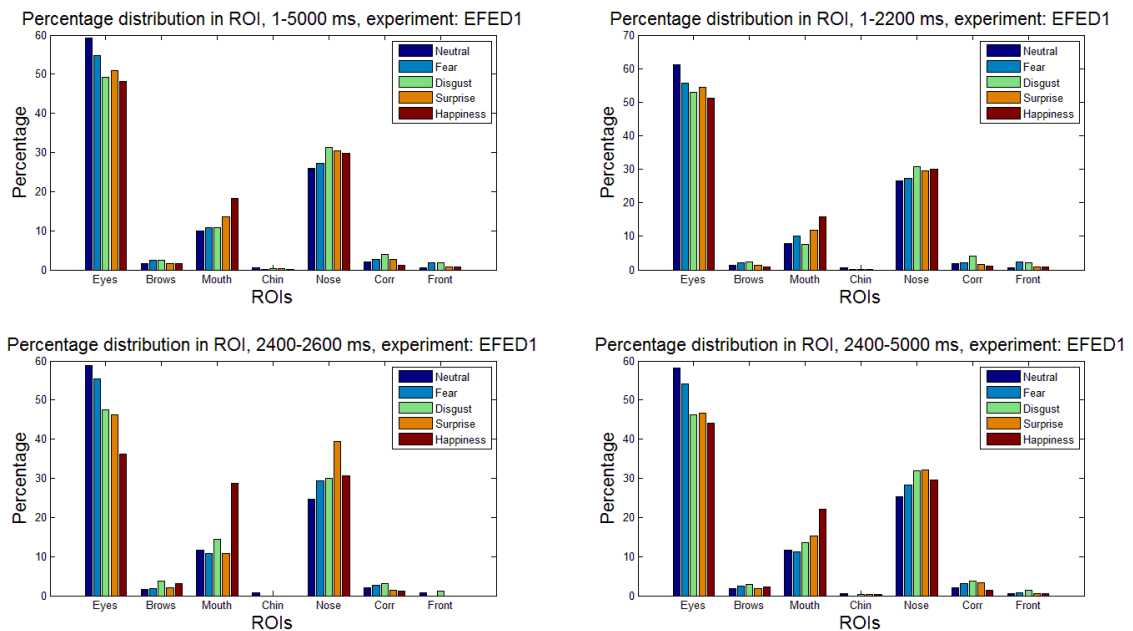 Percentage distribution in ROI, 1-5000 ms, experiment: EFED1
60
50
40
30
20
10
0
Percentage
Neutral
Fear
Disgust
Surprise
Happiness
Eyes Brows Mouth Chin Nose Corr Front
ROIs
Percentage distribution in ROI, 1-2200 ms, experiment: EFED1
70
60
50
40
30
20
10
0
Percentage
Neutral
Fear
Disgust
Surprise
Happiness
Eyes Brows Mouth Chin Nose Corr Front
ROIs
Percentage distribution in ROI, 2400-2600 ms, experiment: EFED1
60
50
40
30
20
10
0
Percentage
Neutral
Fear
Disgust
Surprise
Happiness
Eyes Brows Mouth Chin Nose Corr Front
ROIs
Percentage distribution in ROI, 2400-5000 ms, experiment: EFED1
60
50
40
30
20
10
0
Percentage
Neutral
Fear
Disgust
Surprise
Happiness
Eyes Brows Mouth Chin Nose Corr Front
ROIs